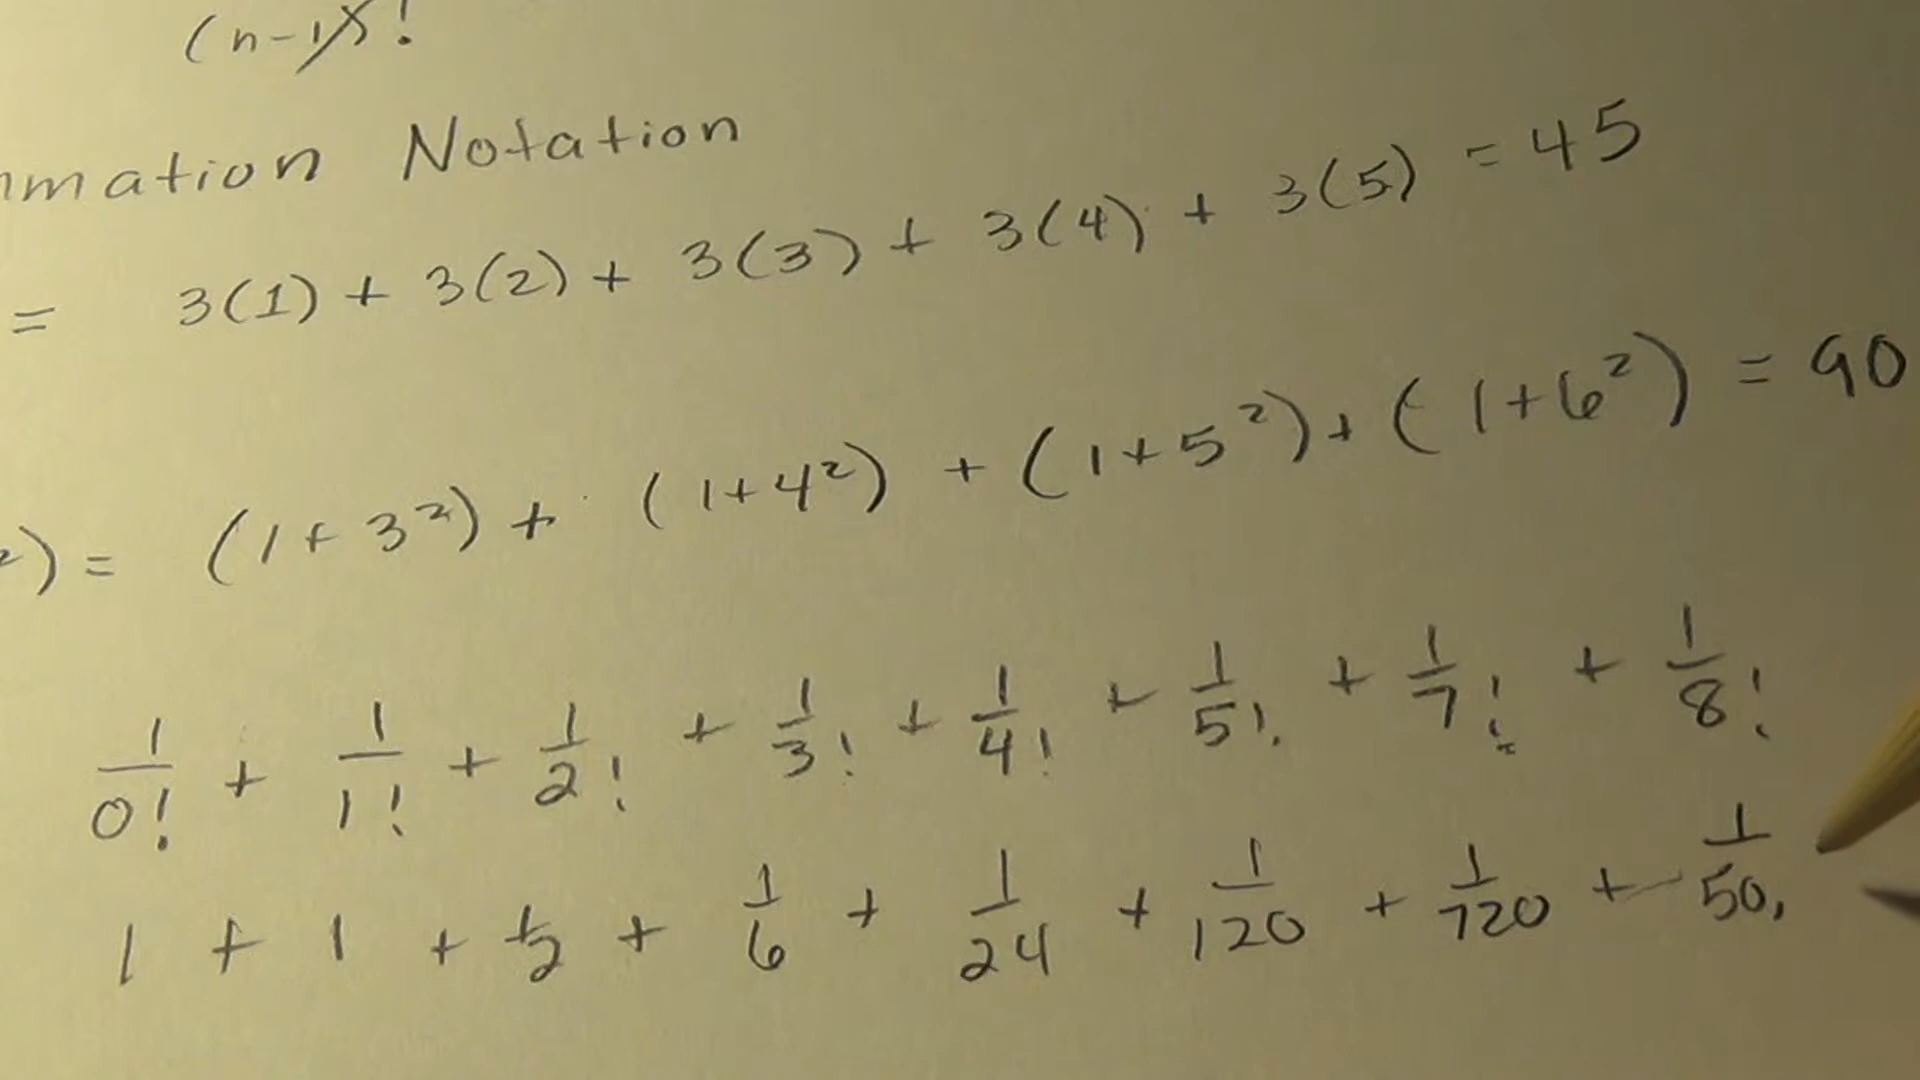 (n-1)!
mmation Notation
= 3(1) + 3(2) + 3(3) + 3(4) + 3(5) = 45
²) = (1+3²) + (1+4²) + (1+5²) + (1+6²) = 90
1/0! + 1/1! + 1/2! + 1/3! + 1/4! + 1/5! + 1/7! + 1/8!
1 + 1 + 1/2 + 1/6 + 1/24 + 1/120 + 1/720 + 1/50,